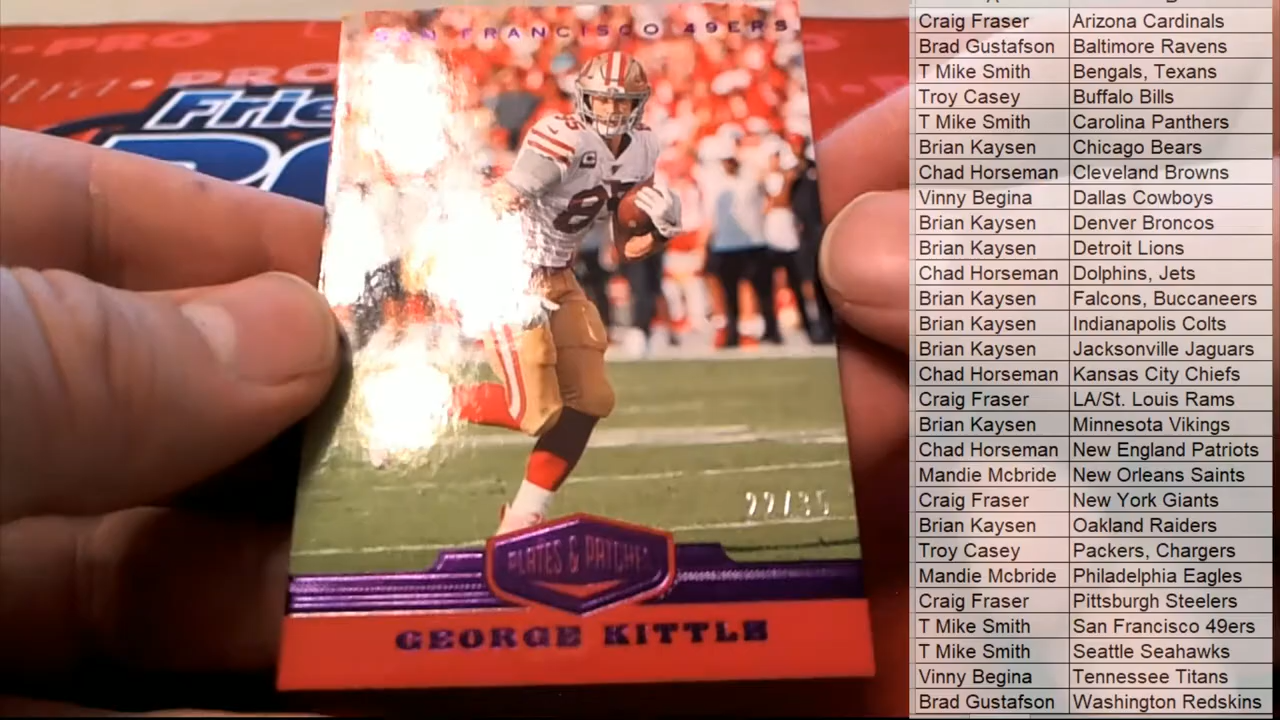 SAN FRANCISCO 49ERS
PRO
PRO
Frie
85
C
22/35
PLATES & PATCHES
GEORGE KITTLE
Craig Fraser Arizona Cardinals
Brad Gustafson Baltimore Ravens
T Mike Smith Bengals, Texans
Troy Casey Buffalo Bills
T Mike Smith Carolina Panthers
Brian Kaysen Chicago Bears
Chad Horseman Cleveland Browns
Vinny Begina Dallas Cowboys
Brian Kaysen Denver Broncos
Brian Kaysen Detroit Lions
Chad Horseman Dolphins, Jets
Brian Kaysen Falcons, Buccaneers
Brian Kaysen Indianapolis Colts
Brian Kaysen Jacksonville Jaguars
Chad Horseman Kansas City Chiefs
Craig Fraser LA/St. Louis Rams
Brian Kaysen Minnesota Vikings
Chad Horseman New England Patriots
Mandie Mcbride New Orleans Saints
Craig Fraser New York Giants
Brian Kaysen Oakland Raiders
Troy Casey Packers, Chargers
Mandie Mcbride Philadelphia Eagles
Craig Fraser Pittsburgh Steelers
T Mike Smith San Francisco 49ers
T Mike Smith Seattle Seahawks
Vinny Begina Tennessee Titans
Brad Gustafson Washington Redskins